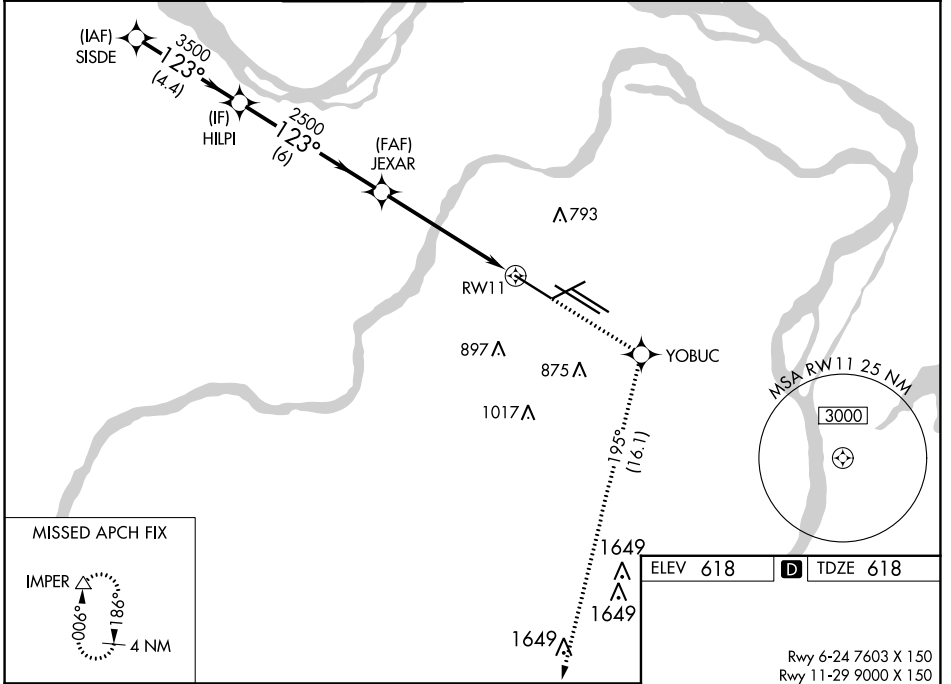 (IAF)
SISDE
3500
123°
(4.4)
(IF)
HILPI
2500
123°
(6)
(FAF)
JEXAR
793
RW11
897
875
1017
YOBUC
195°
(16.1)
MSA RW11 25 NM
3000
1649
1649
1649
MISSED APCH FIX
IMPER
006°
186°
4 NM
ELEV 618
D
TDZE 618
Rwy 6-24 7603 X 150
Rwy 11-29 9000 X 150